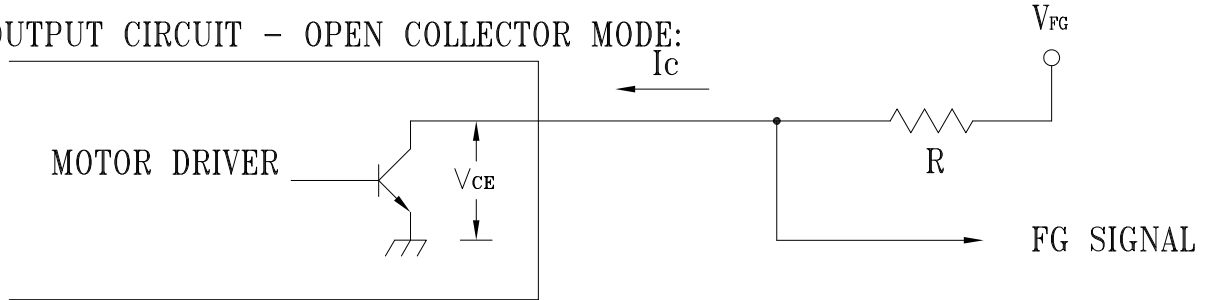 OUTPUT CIRCUIT – OPEN COLLECTOR MODE:
VFG
Ic
MOTOR DRIVER
VCE
R
FG SIGNAL